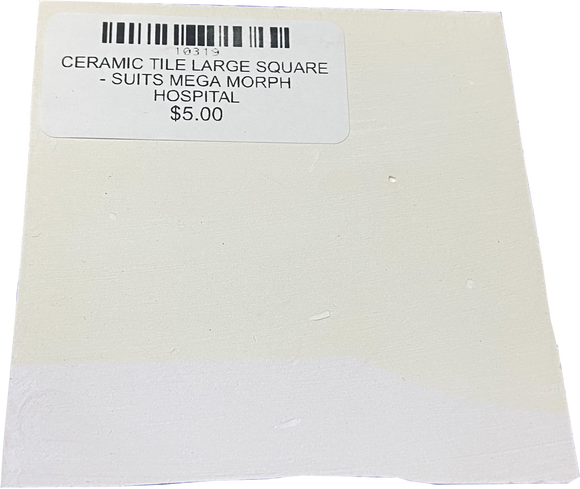 10319
CERAMIC TILE LARGE SQUARE
- SUITS MEGA MORPH
HOSPITAL
$5.00